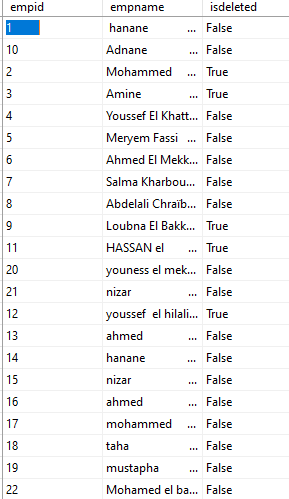 empid empname isdeleted
1 hanane ... False
10 Adnane ... False
2 Mohammed ... True
3 Amine ... True
4 Youssef El Khatt... False
5 Meryem Fassi ... False
6 Ahmed El Mekk... False
7 Salma Kharbou... False
8 Abdelali Chraïb... False
9 Loubna El Bakk... True
11 HASSAN el ... True
20 youness el mek... False
21 nizar ... False
12 youssef el hilali... True
13 ahmed ... False
14 hanane ... False
15 nizar ... False
16 ahmed ... False
17 mohammed ... False
18 taha ... False
19 mustapha ... False
22 Mohamed el ba... False